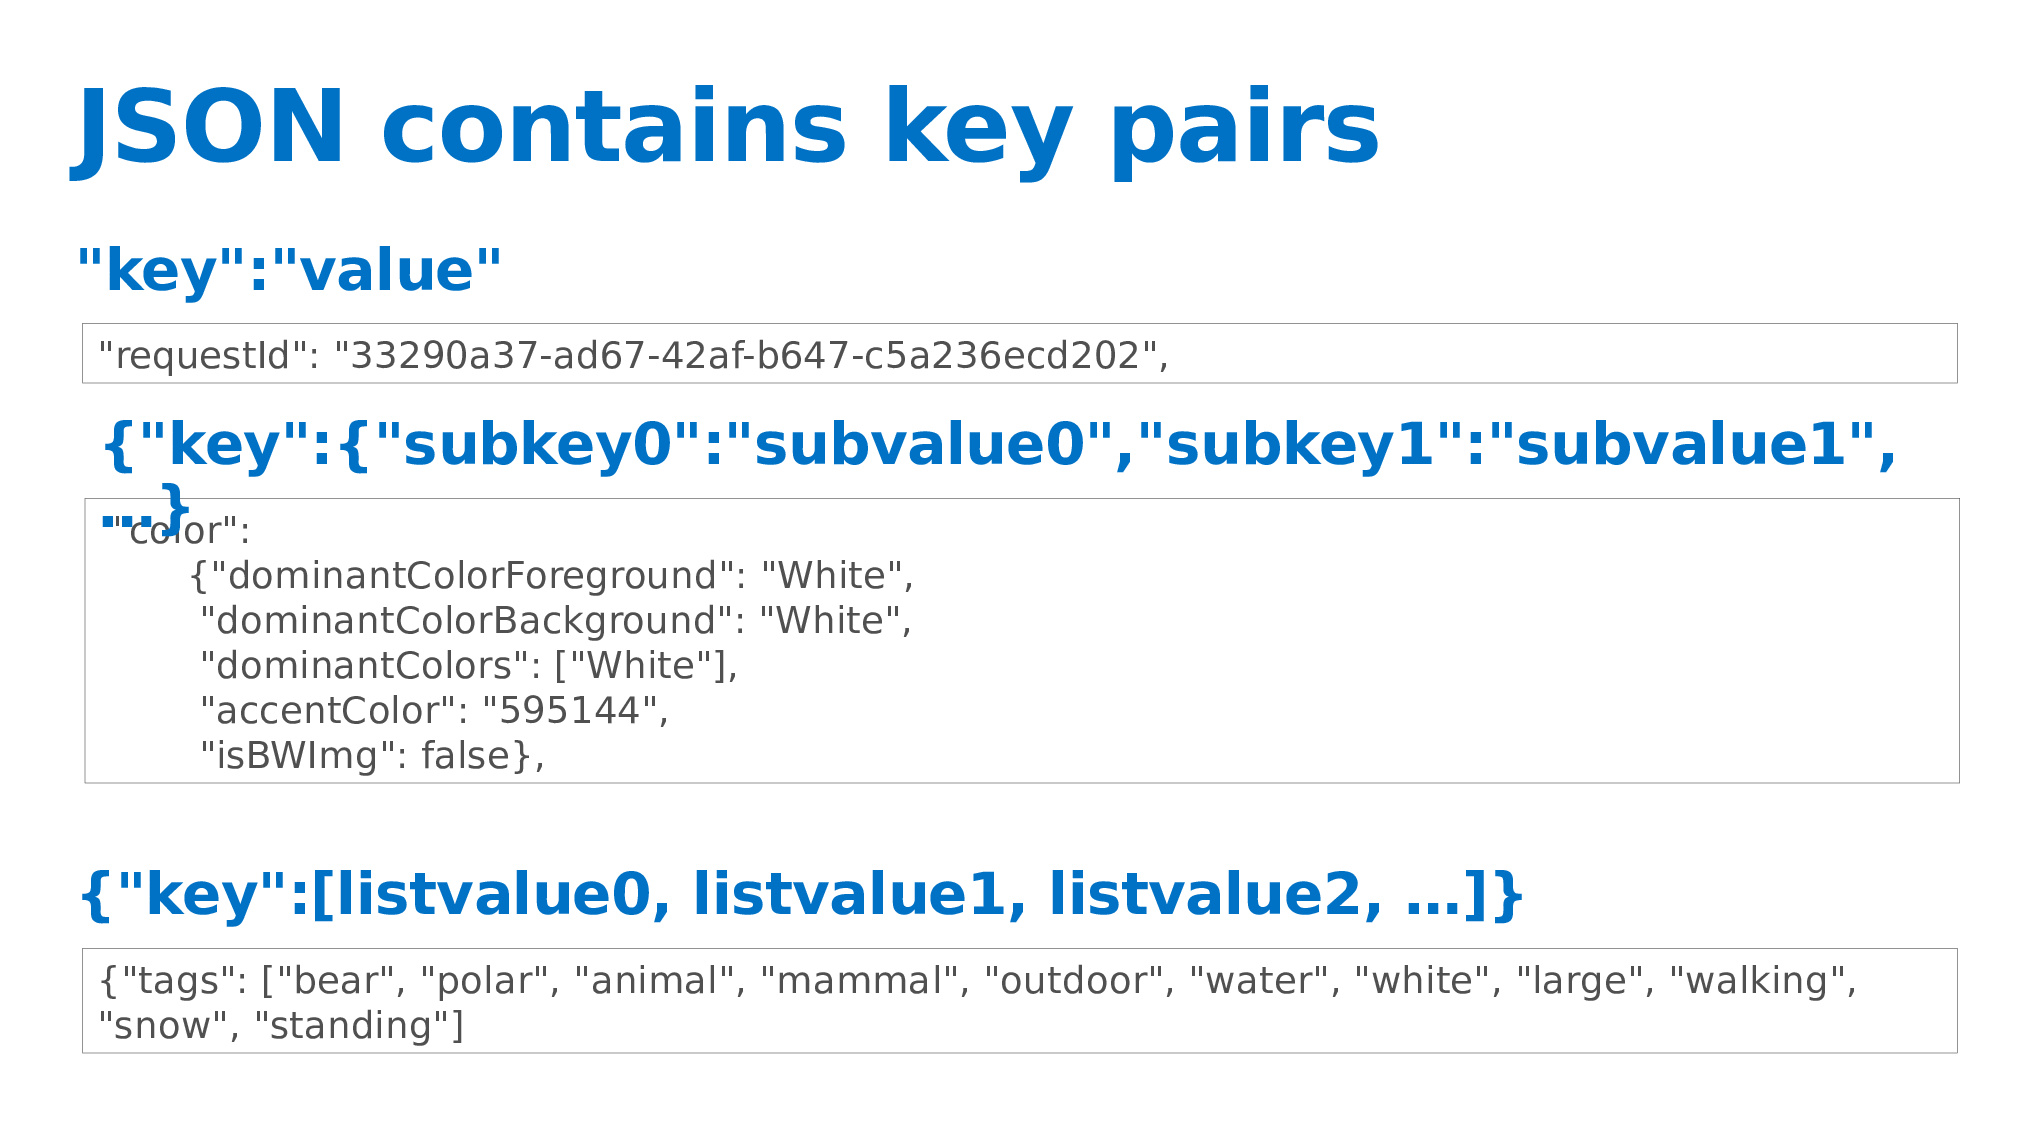 JSON contains key pairs
"key":"value"
"requestId": "33290a37-ad67-42af-b647-c5a236ecd202",
{"key":{"subkey0":"subvalue0","subkey1":"subvalue1",
…}
"color":
{"dominantColorForeground": "White",
"dominantColorBackground": "White",
"dominantColors": ["White"],
"accentColor": "595144",
"isBWImg": false},
{"key":[listvalue0, listvalue1, listvalue2, …]}
{"tags": ["bear", "polar", "animal", "mammal", "outdoor", "water", "white", "large", "walking",
"snow", "standing"]